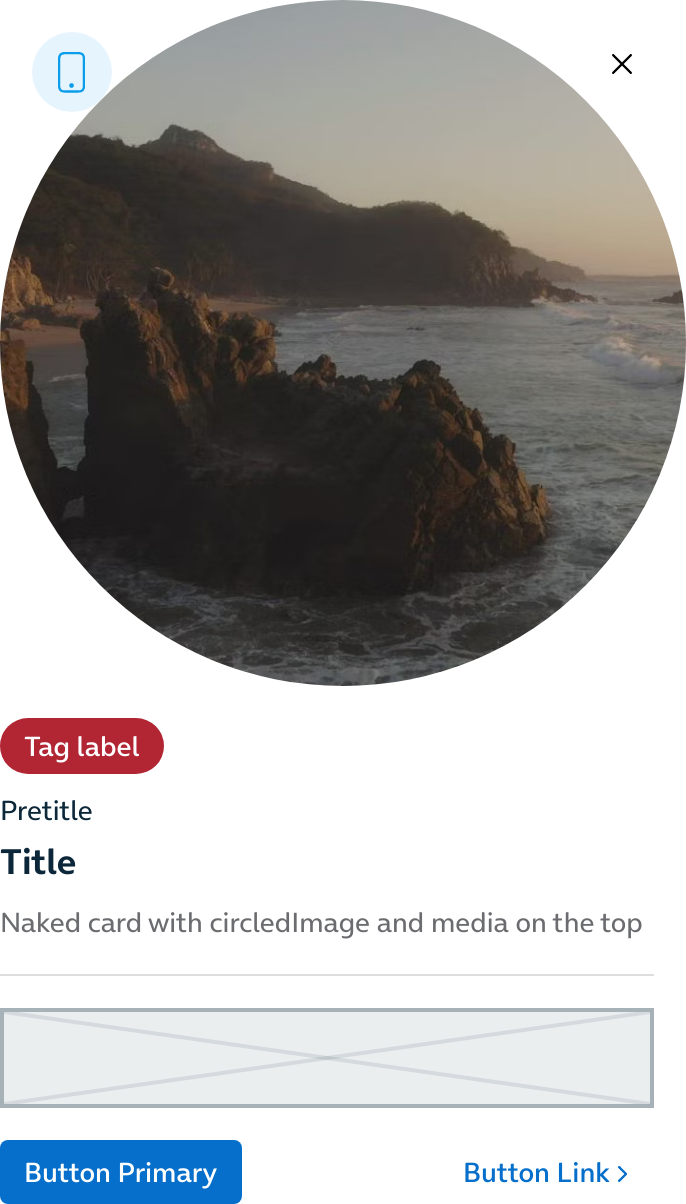 Tag label
Pretitle
Title
Naked card with circledImage and media on the top
Button Primary
Button Link